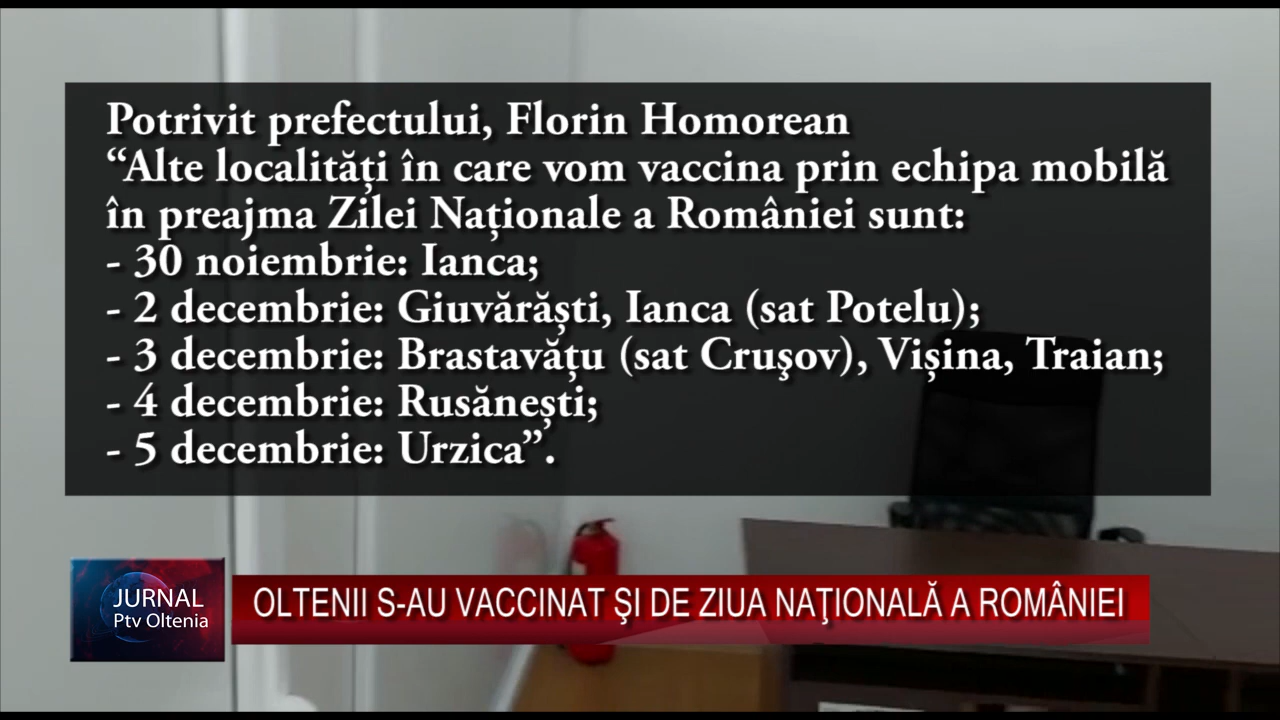 Potrivit prefectului, Florin Homorean
“Alte localități în care vom vaccina prin echipa mobilă
în preajma Zilei Naționale a României sunt:
- 30 noiembrie: Ianca;
- 2 decembrie: Giuvărăști, Ianca (sat Potelu);
- 3 decembrie: Brastavățu (sat Cruşov), Vișina, Traian;
- 4 decembrie: Rusănești;
- 5 decembrie: Urzica”.
JURNAL
Ptv Oltenia
OLTENII S-AU VACCINAT ŞI DE ZIUA NAŢIONALĂ A ROMÂNIEI